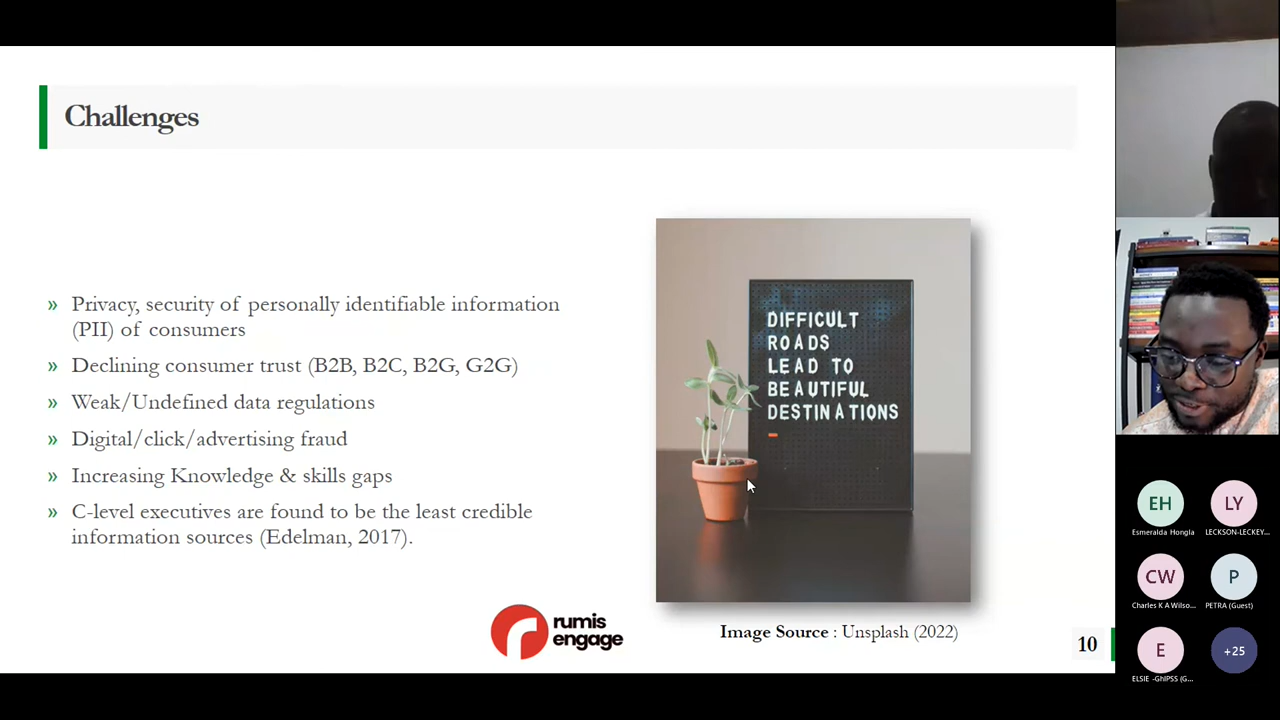 Challenges
» Privacy, security of personally identifiable information
(PII) of consumers
» Declining consumer trust (B2B, B2C, B2G, G2G)
» Weak/Undefined data regulations
» Digital/click/advertising fraud
» Increasing Knowledge & skills gaps
» C-level executives are found to be the least credible
information sources (Edelman, 2017).
DIFFICULT
ROADS
LEAD TO
BEAUTIFUL
DESTINATIONS
rumis
engage
Image Source : Unsplash (2022)
10
EH
Esmeralda Hongla
LY
LECKSON-LECKEY...
CW
Charles K A Wilso...
P
PETRA (Guest)
E
ELSIE -GhIPSS (G...
+25